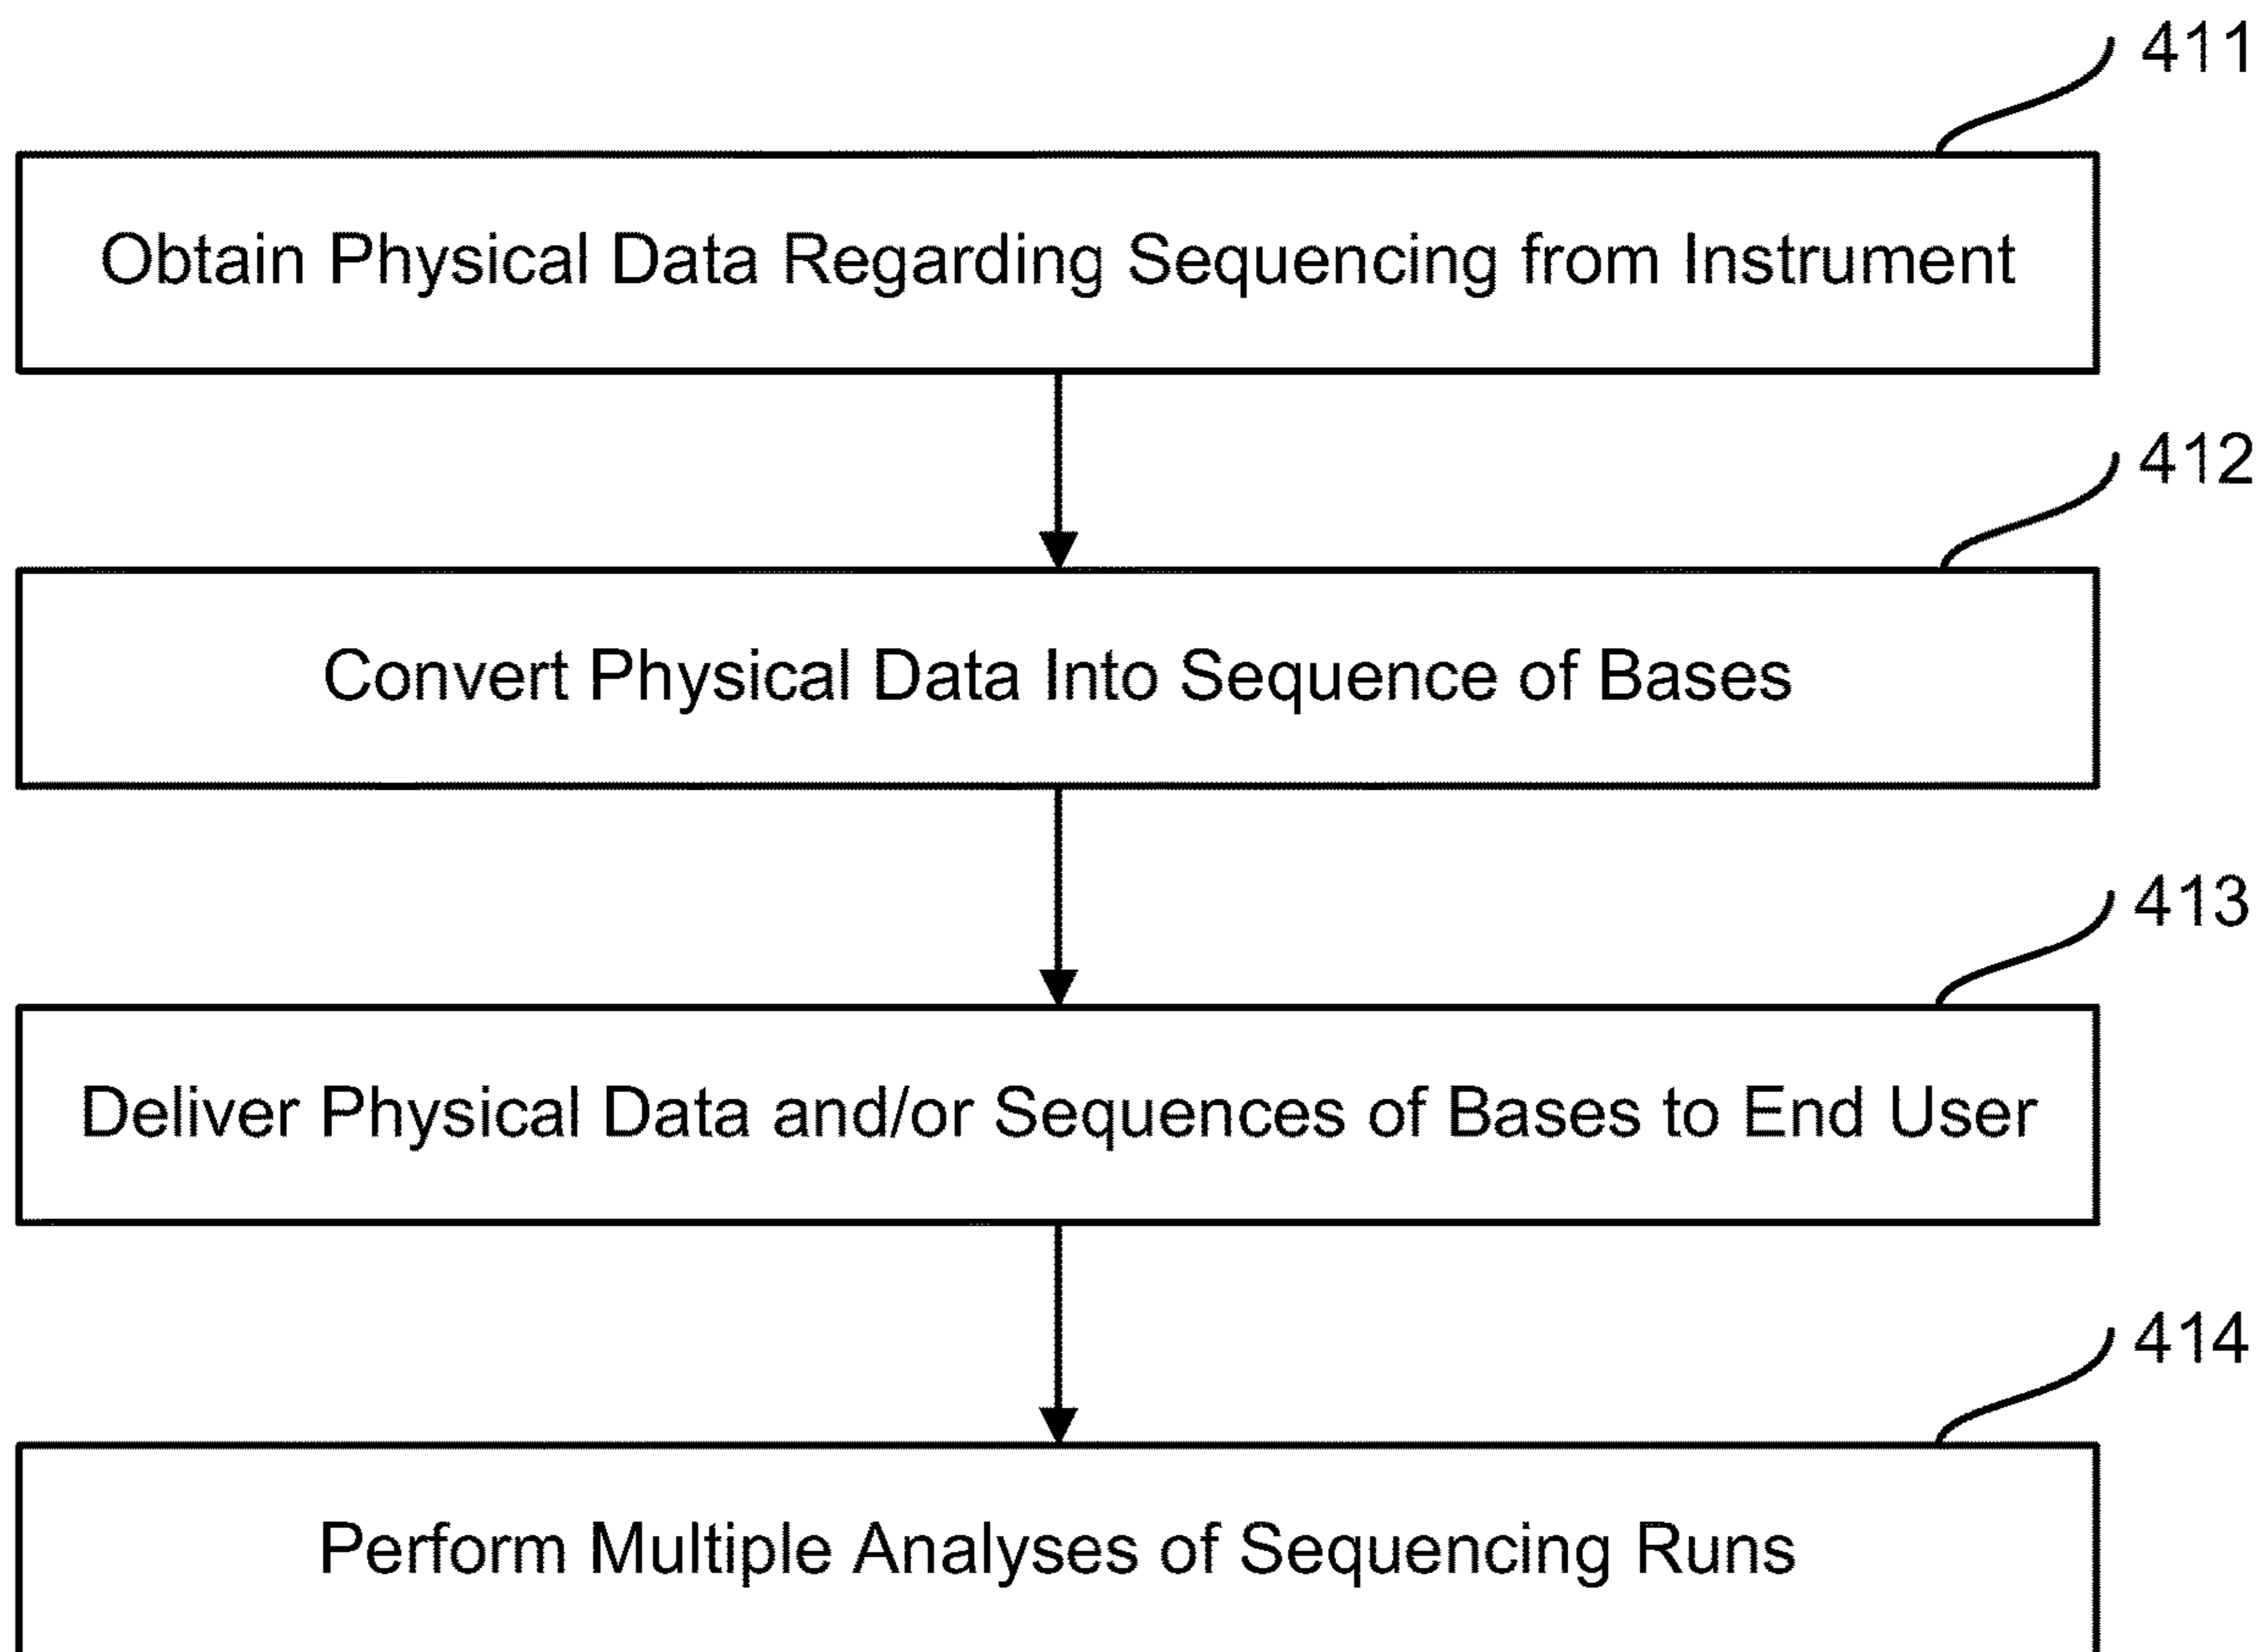 411
Obtain Physical Data Regarding Sequencing from Instrument
412
Convert Physical Data Into Sequence of Bases
413
Deliver Physical Data and/or Sequences of Bases to End User
414
Perform Multiple Analyses of Sequencing Runs